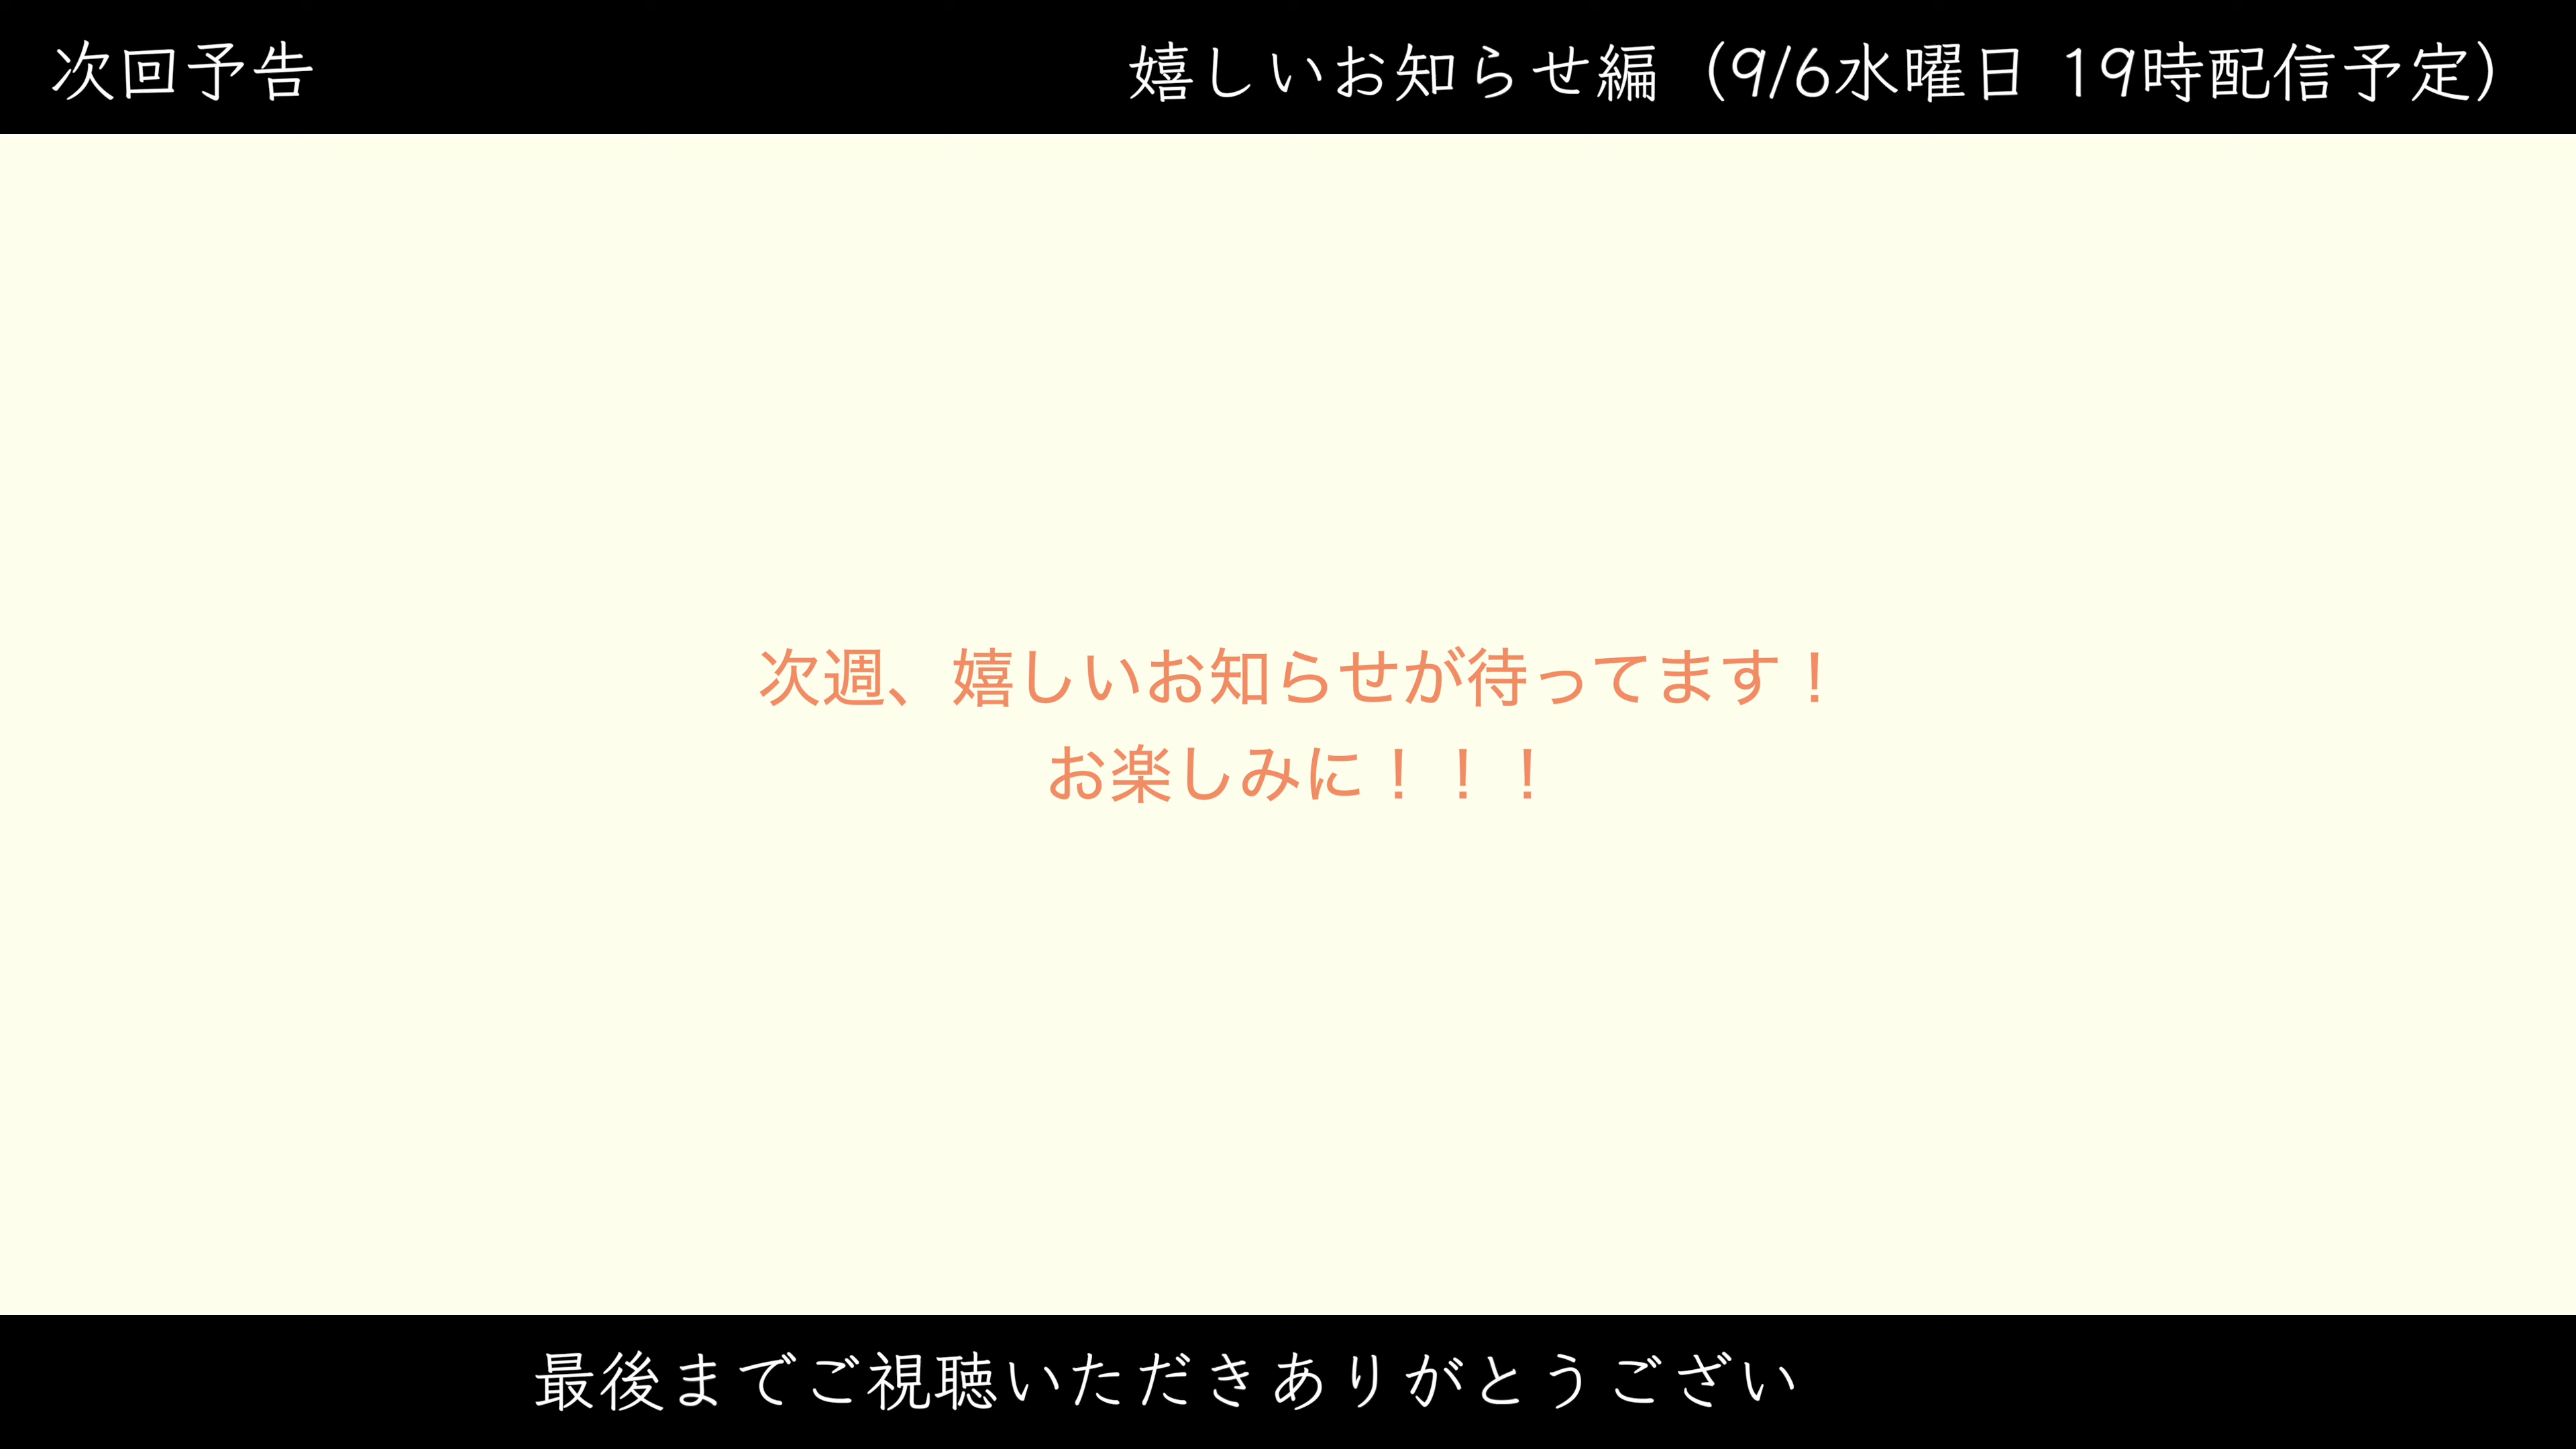 次回予告
嬉しいお知らせ編（9/6水曜日 19時配信予定）
次週、嬉しいお知らせが待ってます！
お楽しみに！！！
最後までご視聴いただきありがとうござい